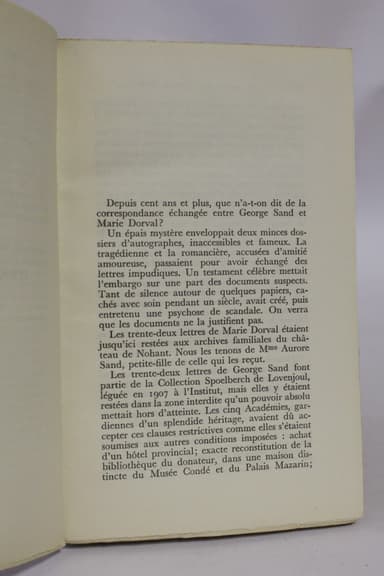 Depuis cent ans et plus, que n'a-t-on dit de la
correspondance échangée entre George Sand et
Marie Dorval?
Un épais mystère enveloppait deux minces dos-
siers d'autographes, inaccessibles et fameux. La
tragédienne et la romancière, accusées d'amitié
amoureuse, passaient pour avoir échangé des
lettres impudiques. Un testament célèbre mettait
l'embargo sur une part des documents suspects.
Tant de silence autour de quelques papiers, ca-
chés avec soin pendant un siècle, avait créé, puis
entretenu une psychose de scandale. On verra
que les documents ne la justifient pas.
Les trente-deux lettres de Marie Dorval étaient
jusqu'ici restées aux archives familiales du châ-
teau de Nohant. Nous les tenons de Mme Aurore
Sand, petite-fille de celle qui les reçut.
Les trente-deux lettres de George Sand font
partie de la Collection Spoelberch de Lovenjoul,
léguée en 1907 à l'Institut, mais elles y étaient
restées dans la zone interdite qu'un pouvoir absolu
mettait hors d'atteinte. Les cinq Académies, gar-
diennes d'un splendide héritage, avaient dû ac-
cepter ces clauses restrictives comme elles s'étaient
soumises aux autres conditions imposées : achat
d'un hôtel provincial; exacte reconstitution de la
bibliothèque du donateur, dans une maison dis-
tincte du Musée Condé et du Palais Mazarin;